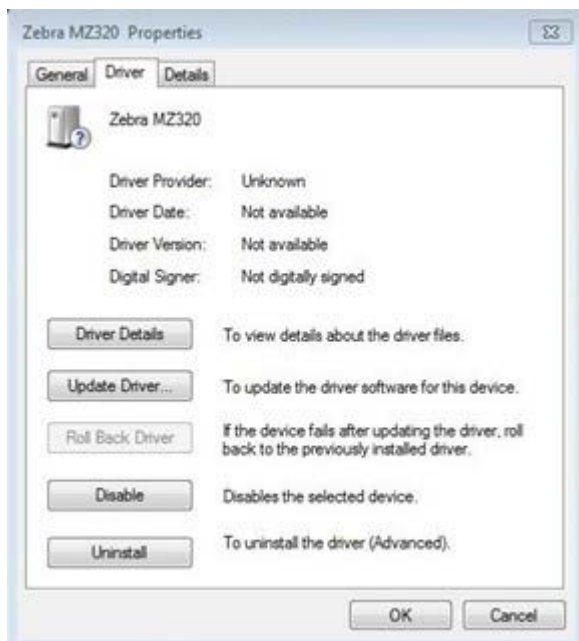 Zebra MZ320 Properties
General Driver Details
Zebra MZ320
Driver Provider: Unknown
Driver Date: Not available
Driver Version: Not available
Digital Signer: Not digitally signed
Driver Details To view details about the driver files.
Update Driver... To update the driver software for this device.
Roll Back Driver If the device fails after updating the driver, roll
back to the previously installed driver.
Disable Disables the selected device.
Uninstall To uninstall the driver (Advanced).
OK Cancel